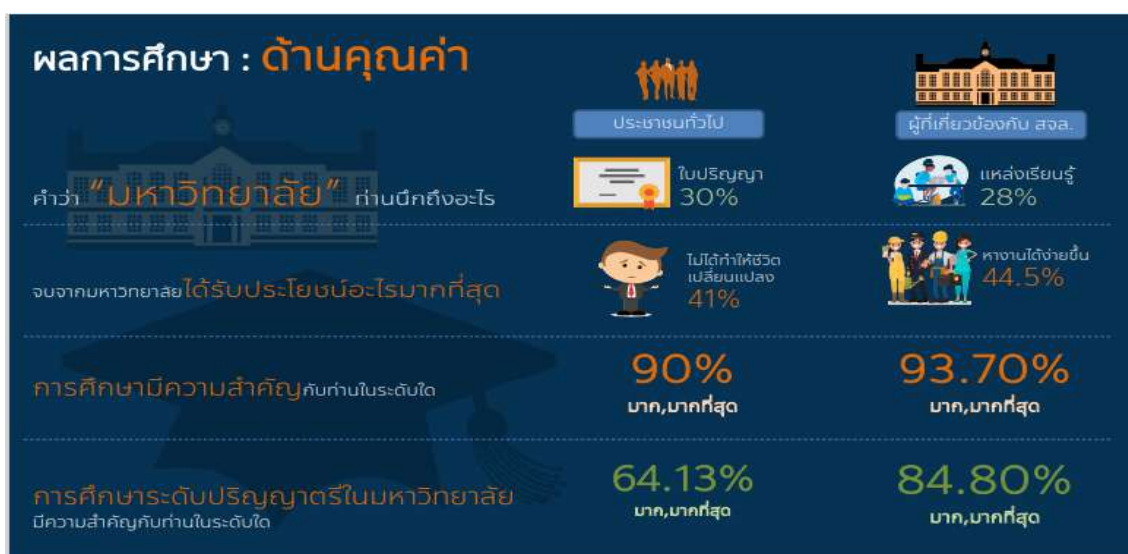 ผลการศึกษา : ด้านคุณค่า
ประชาชนทั่วไป
ผู้ที่เกี่ยวข้องกับ สจล.
คำว่า "มหาวิทยาลัย" ท่านนึกถึงอะไร
ใบปริญญา
30%
แหล่งเรียนรู้
28%
จบจากมหาวิทยาลัยได้รับประโยชน์อะไรมากที่สุด
ไม่ได้ทำให้ชีวิต
เปลี่ยนแปลง
41%
หางานได้ง่ายขึ้น
44.5%
การศึกษามีความสำคัญกับท่านในระดับใด
90%
มาก,มากที่สุด
93.70%
มาก,มากที่สุด
การศึกษาระดับปริญญาตรีในมหาวิทยาลัย
มีความสำคัญกับท่านในระดับใด
64.13%
มาก,มากที่สุด
84.80%
มาก,มากที่สุด